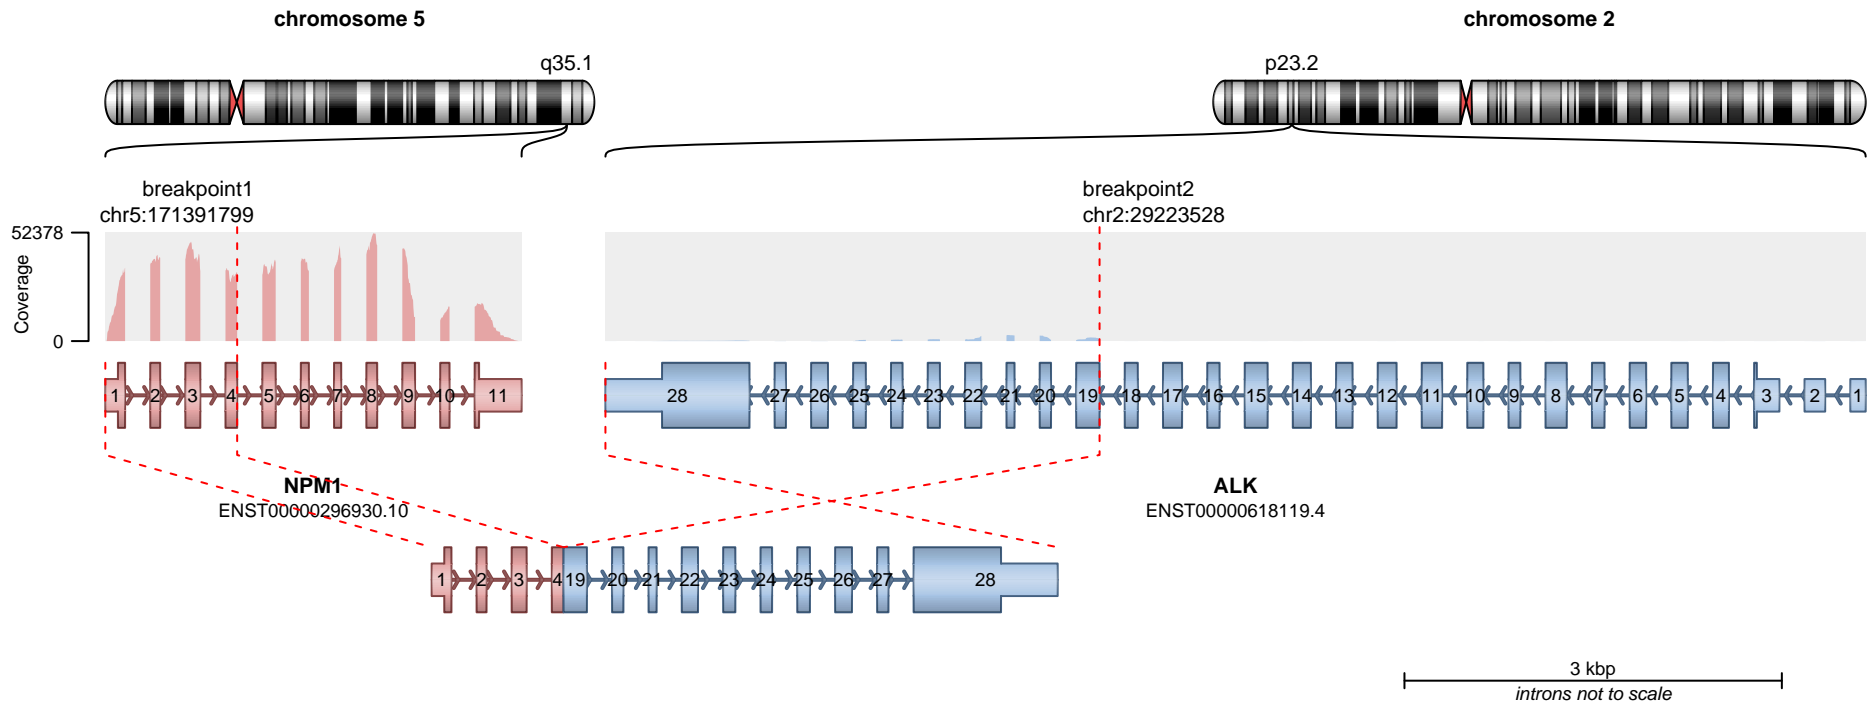 chromosome 5
chromosome 2
q35.1
p23.2
breakpoint1
chr5:171391799
breakpoint2
chr2:29223528
52378
Coverage
0
1 2 3 4 5 6 7 8 9 10 11
28 27 26 25 24 23 22 21 20 19 18 17 16 15 14 13 12 11 10 9 8 7 6 5 4 3 2 1
NPM1
ENST00000296930.10
ALK
ENST00000618119.4
1 2 3 4 19 20 21 22 23 24 25 26 27 28
3 kbp
introns not to scale